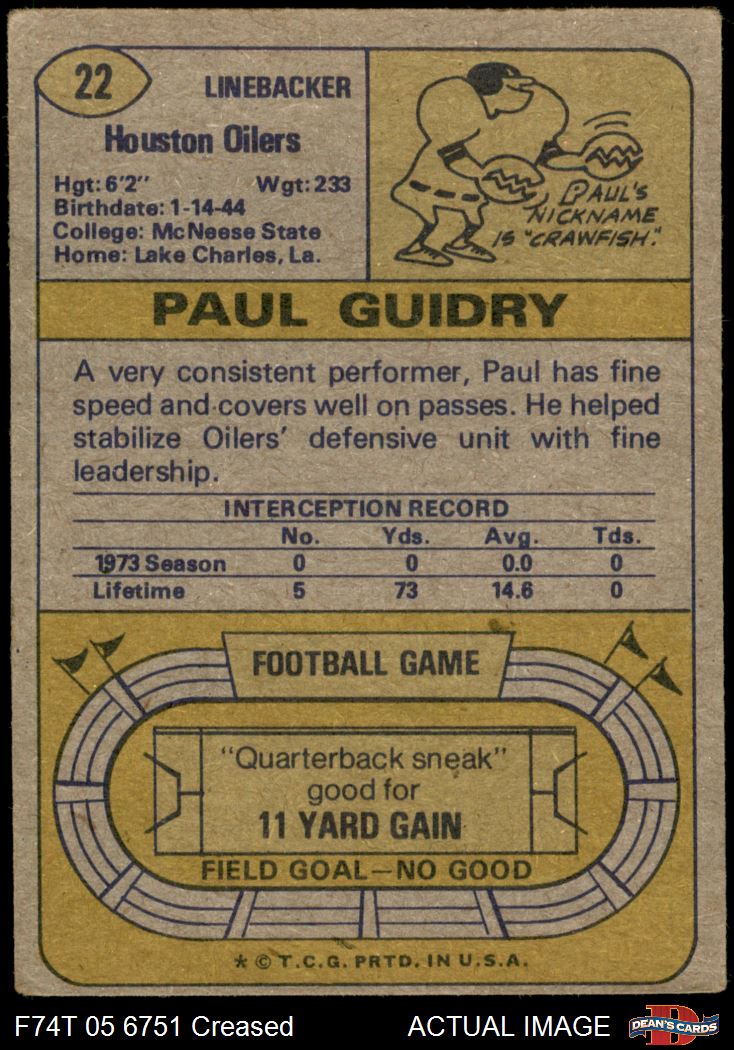 22
LINEBACKER
Houston Oilers
Hgt: 6'2" Wgt: 233
Birthdate: 1-14-44
College: McNeese State
Home: Lake Charles, La.
PAUL'S
NICKNAME
IS "CRAWFISH."
PAUL GUIDRY
A very consistent performer, Paul has fine
speed and covers well on passes. He helped
stabilize Oilers' defensive unit with fine
leadership.
INTERCEPTION RECORD
No. Yds. Avg. Tds.
1973 Season 0 0 0.0 0
Lifetime 5 73 14.6 0
FOOTBALL GAME
"Quarterback sneak"
good for
11 YARD GAIN
FIELD GOAL—NO GOOD
* © T.C.G. PRTD. IN U.S.A.
F74T 05 6751 Creased ACTUAL IMAGE
DEAN'S CARDS